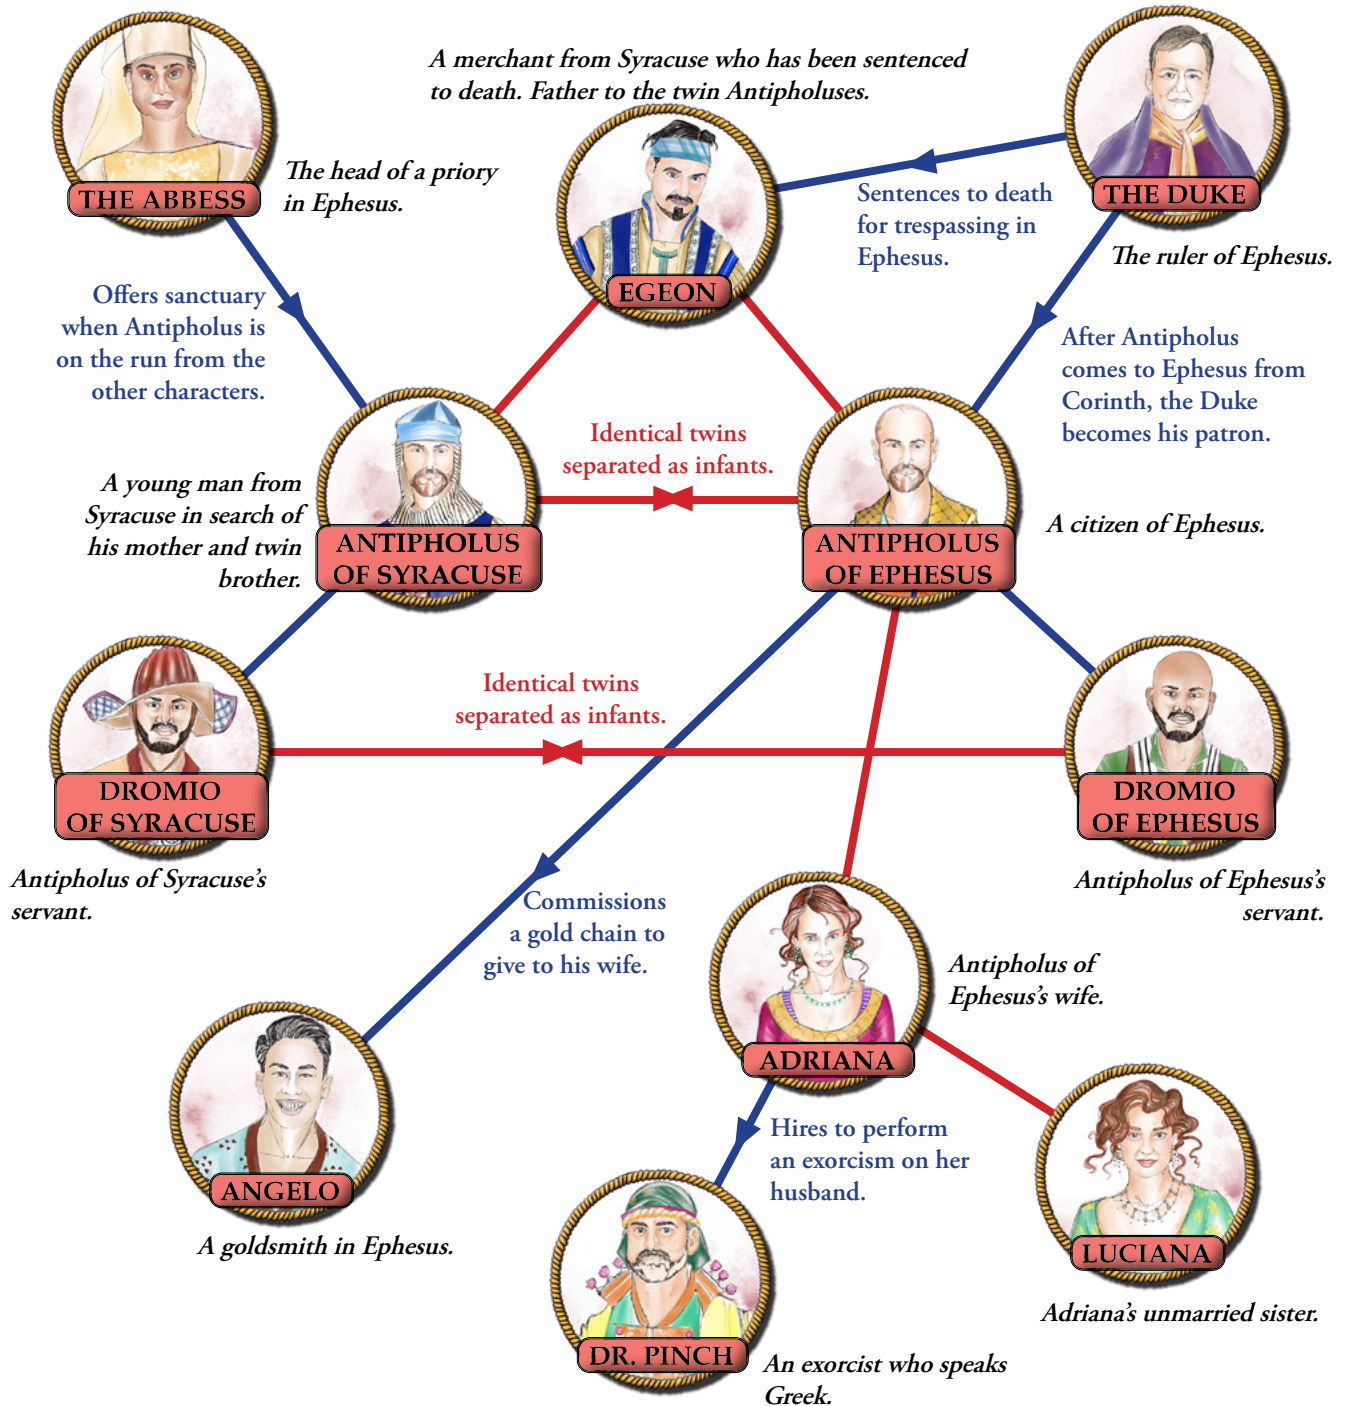 A merchant from Syracuse who has been sentenced
to death. Father to the twin Antipholuses.
THE ABBESS
The head of a priory
in Ephesus.
EGEON
THE DUKE
The ruler of Ephesus.
Sentences to death
for trespassing in
Ephesus.
Offers sanctuary
when Antipholus is
on the run from the
other characters.
After Antipholus
comes to Ephesus from
Corinth, the Duke
becomes his patron.
Identical twins
separated as infants.
A young man from
Syracuse in search of
his mother and twin
brother.
ANTIPHOLUS
OF SYRACUSE
ANTIPHOLUS
OF EPHESUS
A citizen of Ephesus.
Identical twins
separated as infants.
DROMIO
OF SYRACUSE
Antipholus of Syracuse's
servant.
DROMIO
OF EPHESUS
Antipholus of Ephesus's
servant.
Commissions
a gold chain to
give to his wife.
ADRIANA
Antipholus of
Ephesus's wife.
ANGELO
A goldsmith in Ephesus.
Hires to perform
an exorcism on her
husband.
LUCIANA
Adriana's unmarried sister.
DR. PINCH
An exorcist who speaks
Greek.